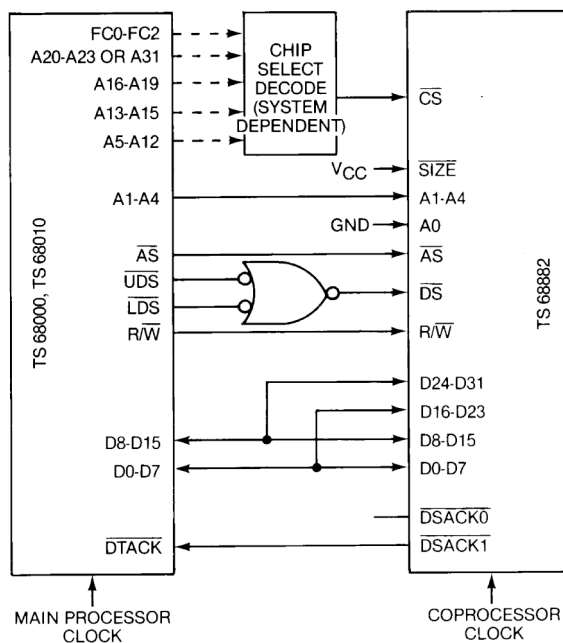 FC0-FC2
A20-A23 OR A31
A16-A19
A13-A15
A5-A12
CHIP
SELECT
DECODE
(SYSTEM
DEPENDENT)
CS
VCC
SIZE
A1-A4
A1-A4
GND
A0
AS
AS
UDS
LDS
DS
R/W
R/W
TS 68000, TS 68010
TS 68882
D24-D31
D16-D23
D8-D15
D8-D15
D0-D7
D0-D7
DSACK0
DTACK
DSACK1
MAIN PROCESSOR
CLOCK
COPROCESSOR
CLOCK